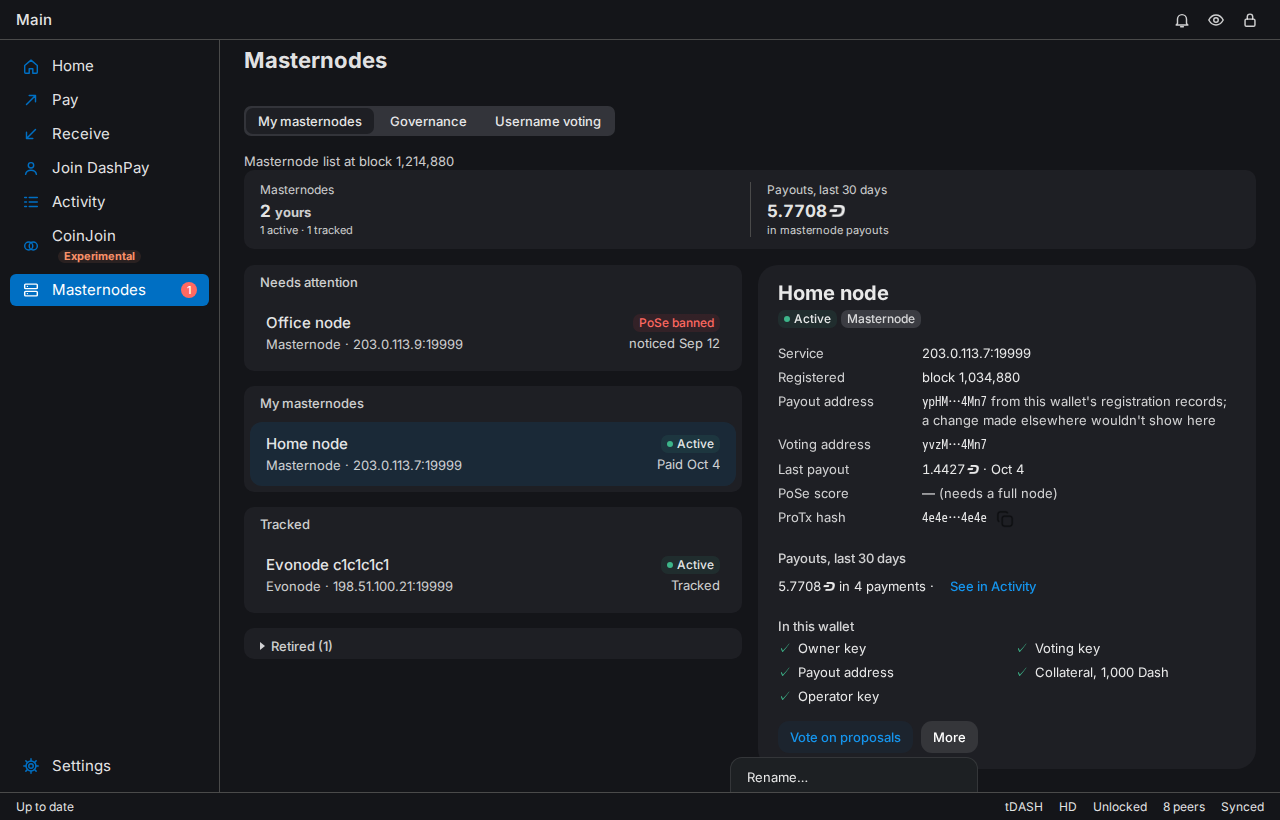 Main
Home
Pay
Receive
Join DashPay
Activity
CoinJoin
Experimental
Masternodes
1
Settings
Masternodes
My masternodes
Governance
Username voting
Masternode list at block 1,214,880
Masternodes
2 yours
1 active · 1 tracked
Payouts, last 30 days
5.7708
in masternode payouts
Needs attention
Office node
PoSe banned
Masternode · 203.0.113.9:19999
noticed Sep 12
My masternodes
Home node
Active
Masternode · 203.0.113.7:19999
Paid Oct 4
Tracked
Evonode c1c1c1c1
Active
Evonode · 198.51.100.21:19999
Tracked
Retired (1)
Home node
Active
Masternode
Service 203.0.113.7:19999
Registered block 1,034,880
Payout address ypHM···4Mn7 from this wallet's registration records;
a change made elsewhere wouldn't show here
Voting address yvzM···4Mn7
Last payout 1.4427 · Oct 4
PoSe score — (needs a full node)
ProTx hash 4e4e···4e4e
Payouts, last 30 days
5.7708 in 4 payments · See in Activity
In this wallet
✓ Owner key
✓ Voting key
✓ Payout address
✓ Collateral, 1,000 Dash
✓ Operator key
Vote on proposals
More
Rename...
Up to date
tDASH
HD
Unlocked
8 peers
Synced